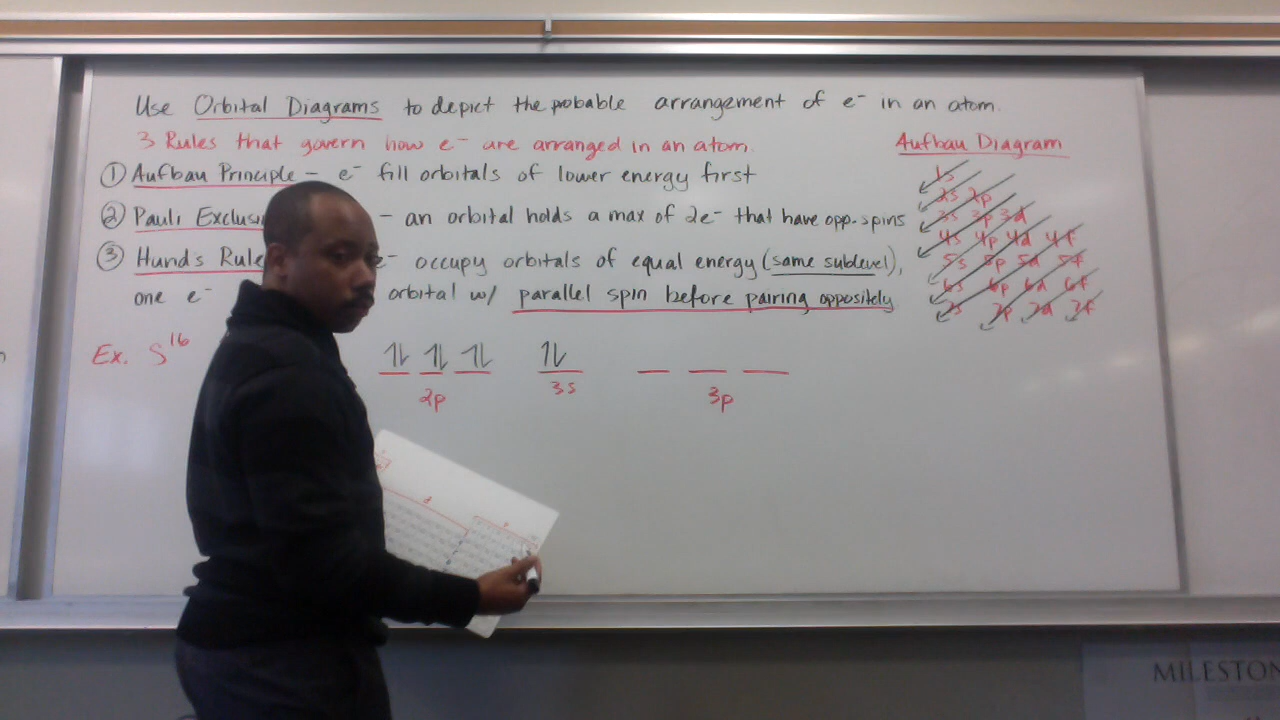 Use Orbital Diagrams to depict the probable arrangement of e⁻ in an atom.
3 Rules that govern how e⁻ are arranged in an atom.
① Aufbau Principle – e⁻ fill orbitals of lower energy first
② Pauli Exclusi – an orbital holds a max of 2e⁻ that have opp. spins
③ Hund's Rule e⁻ occupy orbitals of equal energy (same sublevel),
one e⁻ orbital w/ parallel spin before pairing oppositely
Aufbau Diagram
1s
2s 2p
3s 3p 3d
4s 4p 4d 4f
5s 5p 5d 5f
6s 6p 6d 6f
7s 7p 7d 7f
Ex. S¹⁶ ⥮ ⥮ ⥮ ⥮
2p 3s 3p
d
MILESTON